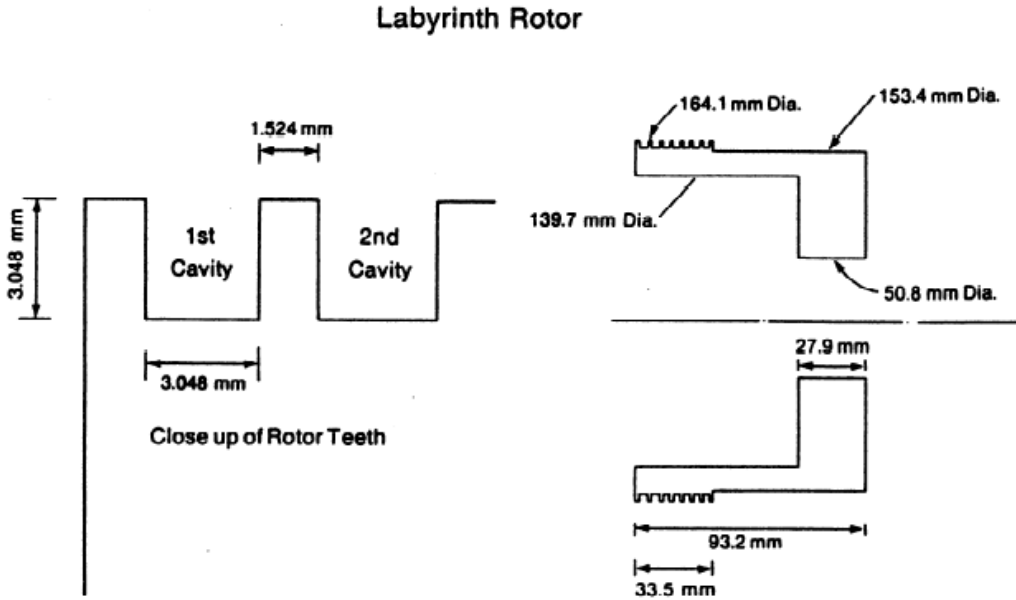 Labyrinth Rotor
164.1 mm Dia.
153.4 mm Dia.
1.524 mm
3.048 mm
1st
Cavity
2nd
Cavity
139.7 mm Dia.
50.8 mm Dia.
3.048 mm
27.9 mm
Close up of Rotor Teeth
93.2 mm
33.5 mm